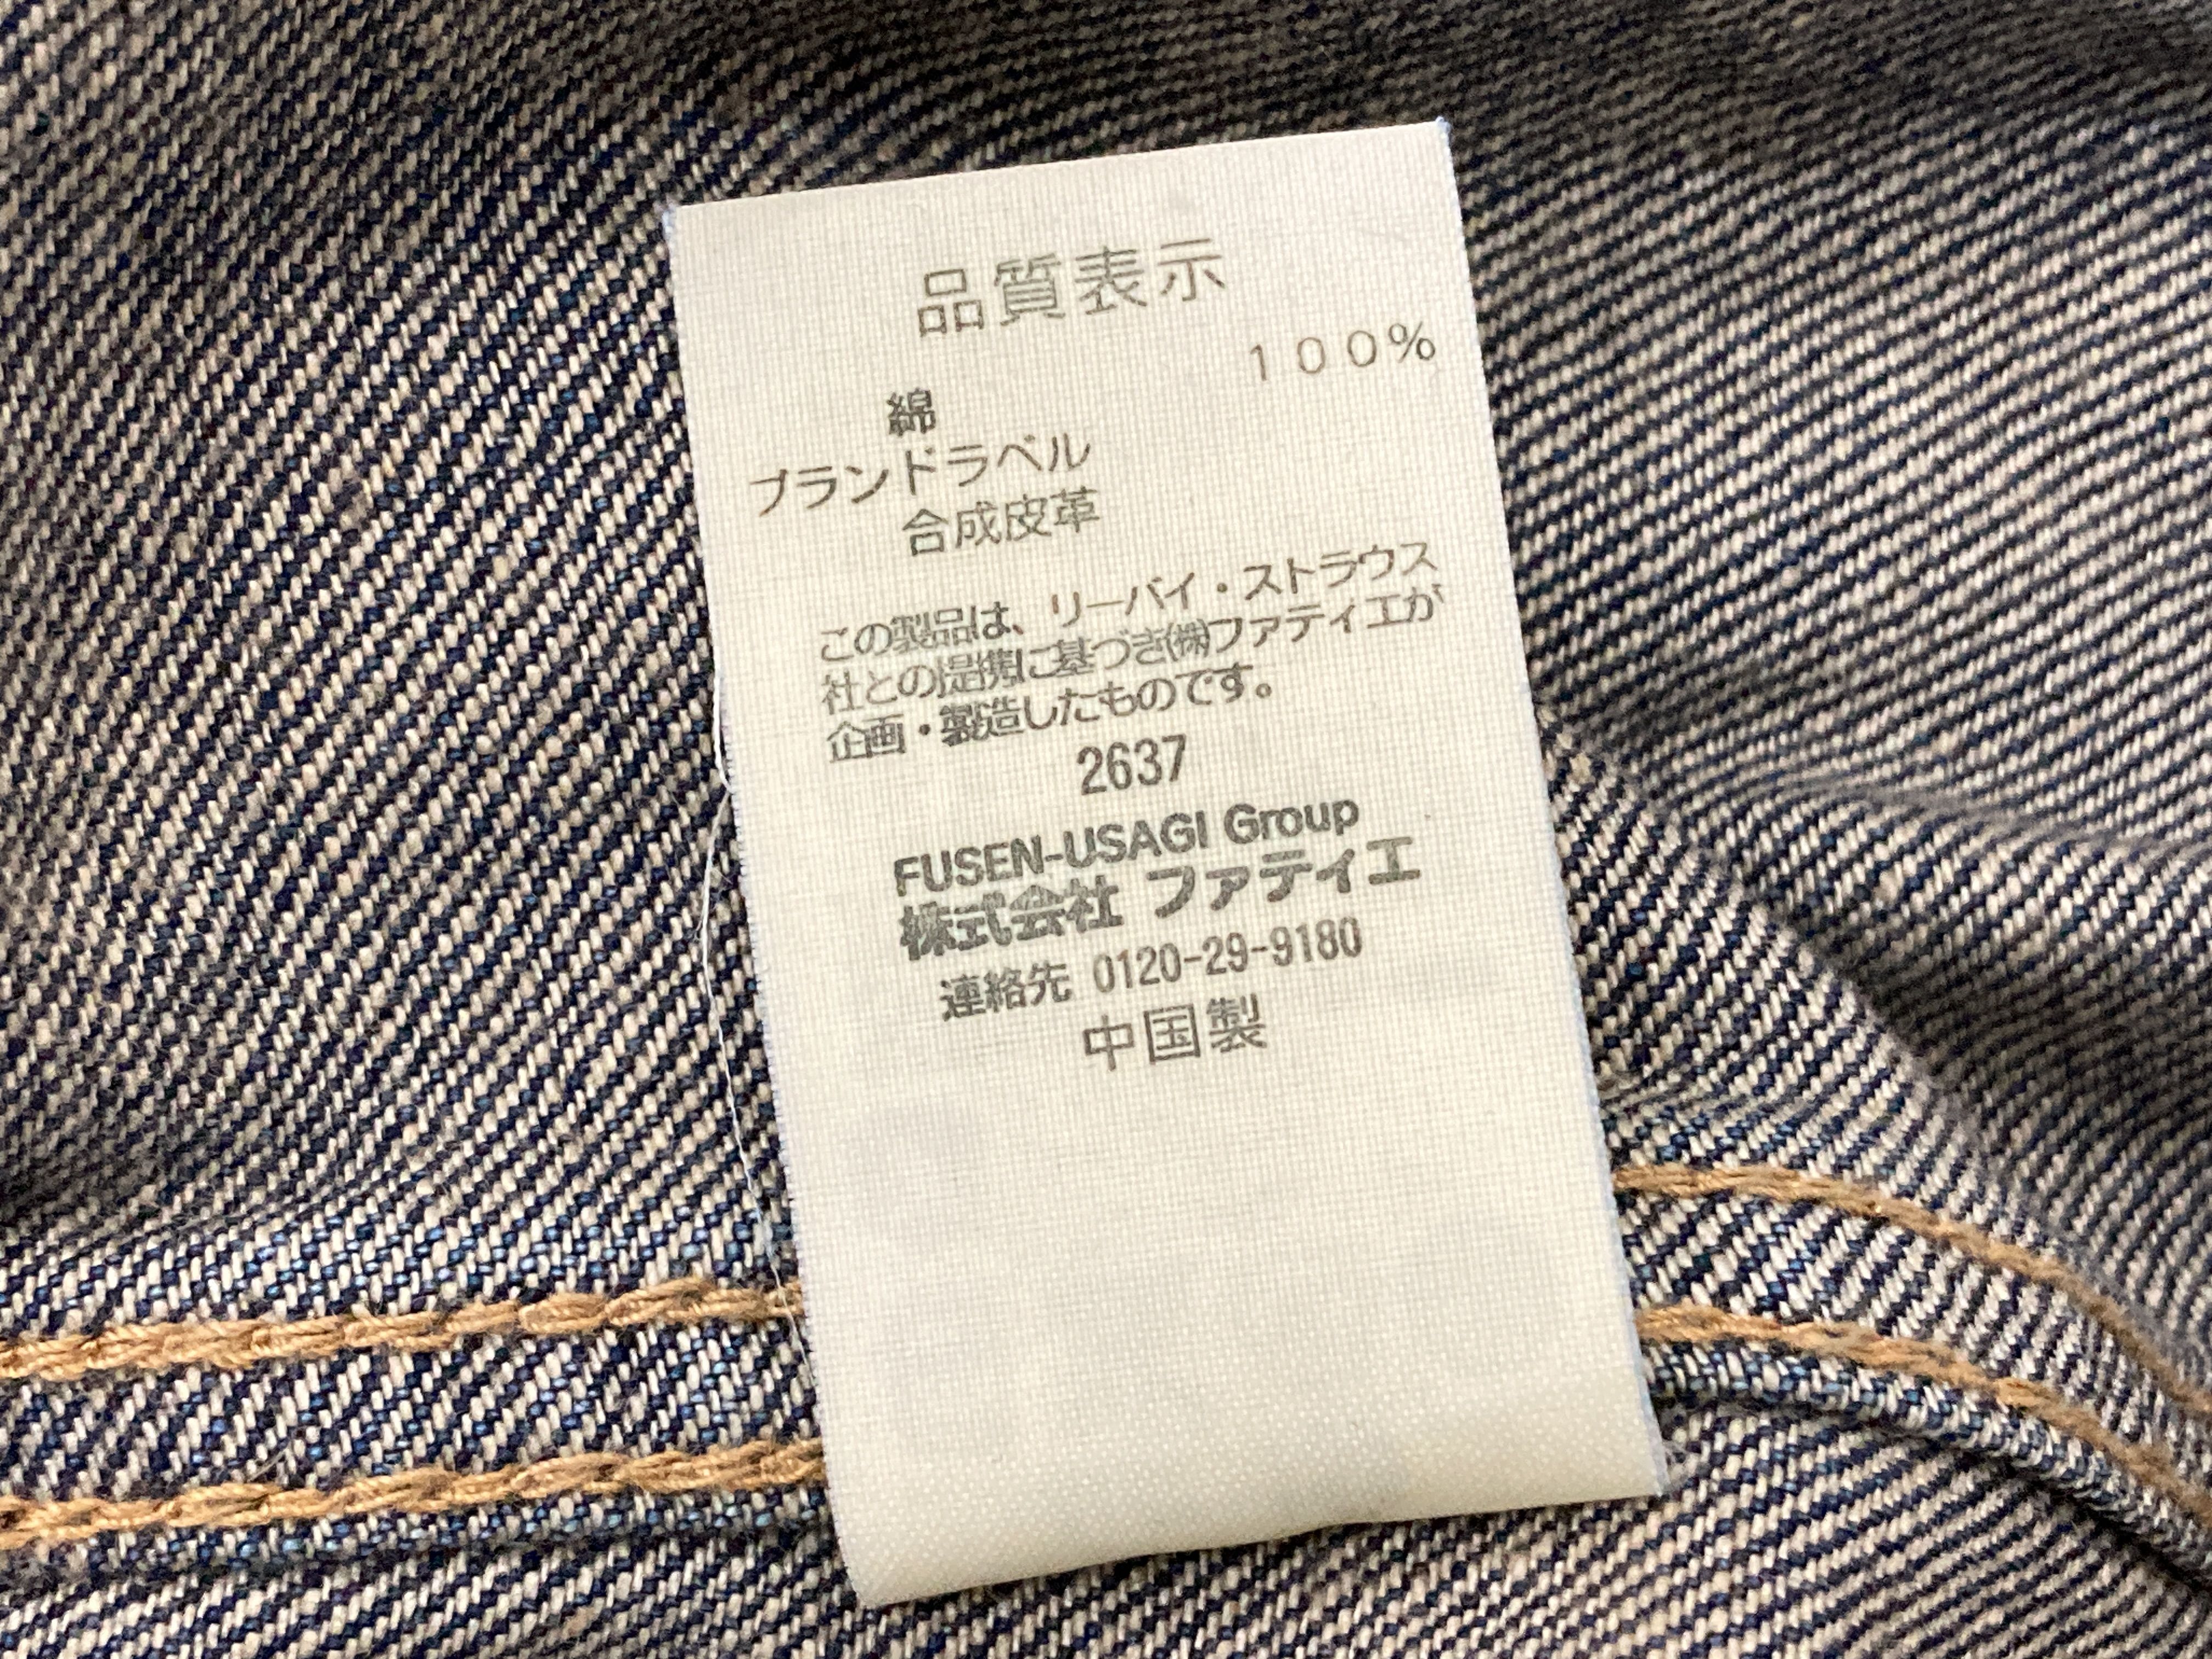 品質表示
綿 １００％
ブランドラベル
合成皮革
この製品は、リーバイ・ストラウス
社との提携に基づき㈱ファティエが
企画・製造したものです。
2637
FUSEN-USAGI Group
株式会社 ファティエ
連絡先 0120-29-9180
中国製